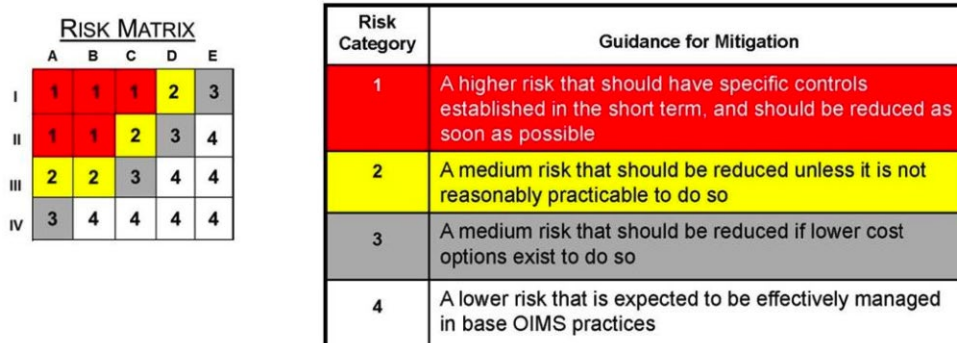 RISK MATRIX
A B C D E
I 1 1 1 2 3
II 1 1 2 3 4
III 2 2 3 4 4
IV 3 4 4 4 4
Risk
Category
Guidance for Mitigation
1
A higher risk that should have specific controls
established in the short term, and should be reduced as
soon as possible
2
A medium risk that should be reduced unless it is not
reasonably practicable to do so
3
A medium risk that should be reduced if lower cost
options exist to do so
4
A lower risk that is expected to be effectively managed
in base OIMS practices